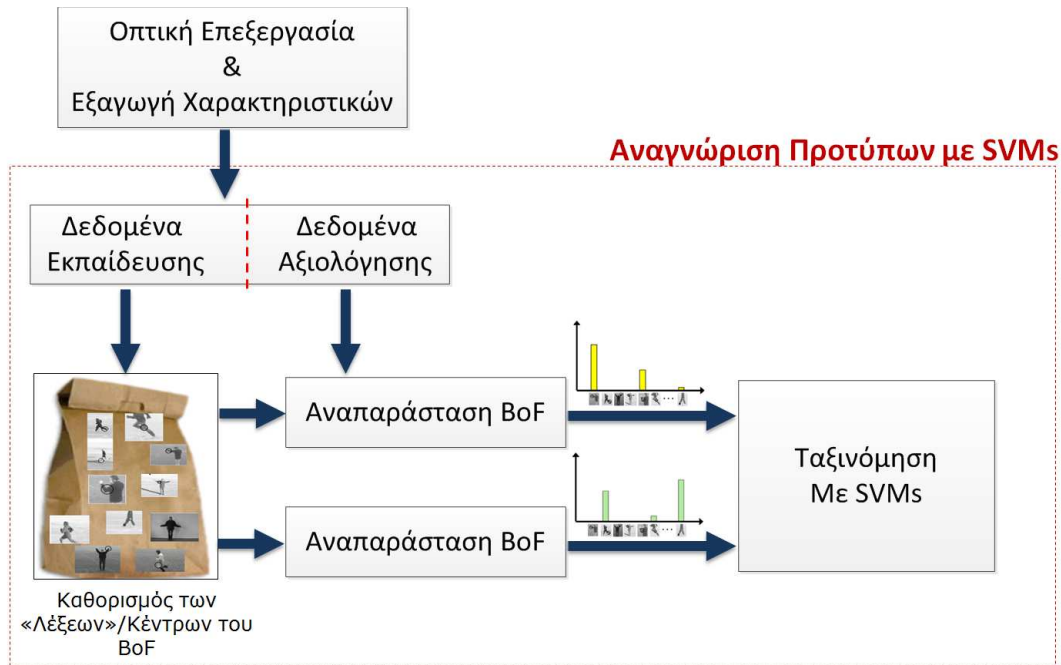 Οπτική Επεξεργασία
&
Εξαγωγή Χαρακτηριστικών
Αναγνώριση Προτύπων με SVMs
Δεδομένα
Εκπαίδευσης
Δεδομένα
Αξιολόγησης
Αναπαράσταση BoF
Ταξινόμηση
Με SVMs
Αναπαράσταση BoF
Καθορισμός των
«Λέξεων»/Κέντρων του
BoF